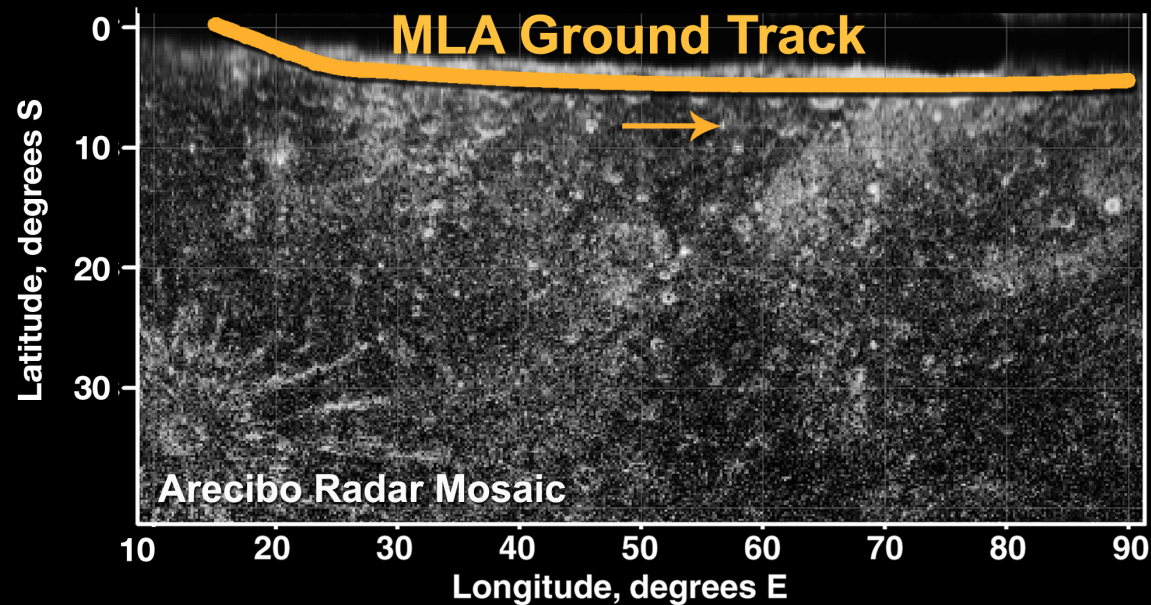 MLA Ground Track
0
10
20
30
Latitude, degrees S
Arecibo Radar Mosaic
10 20 30 40 50 60 70 80 90
Longitude, degrees E